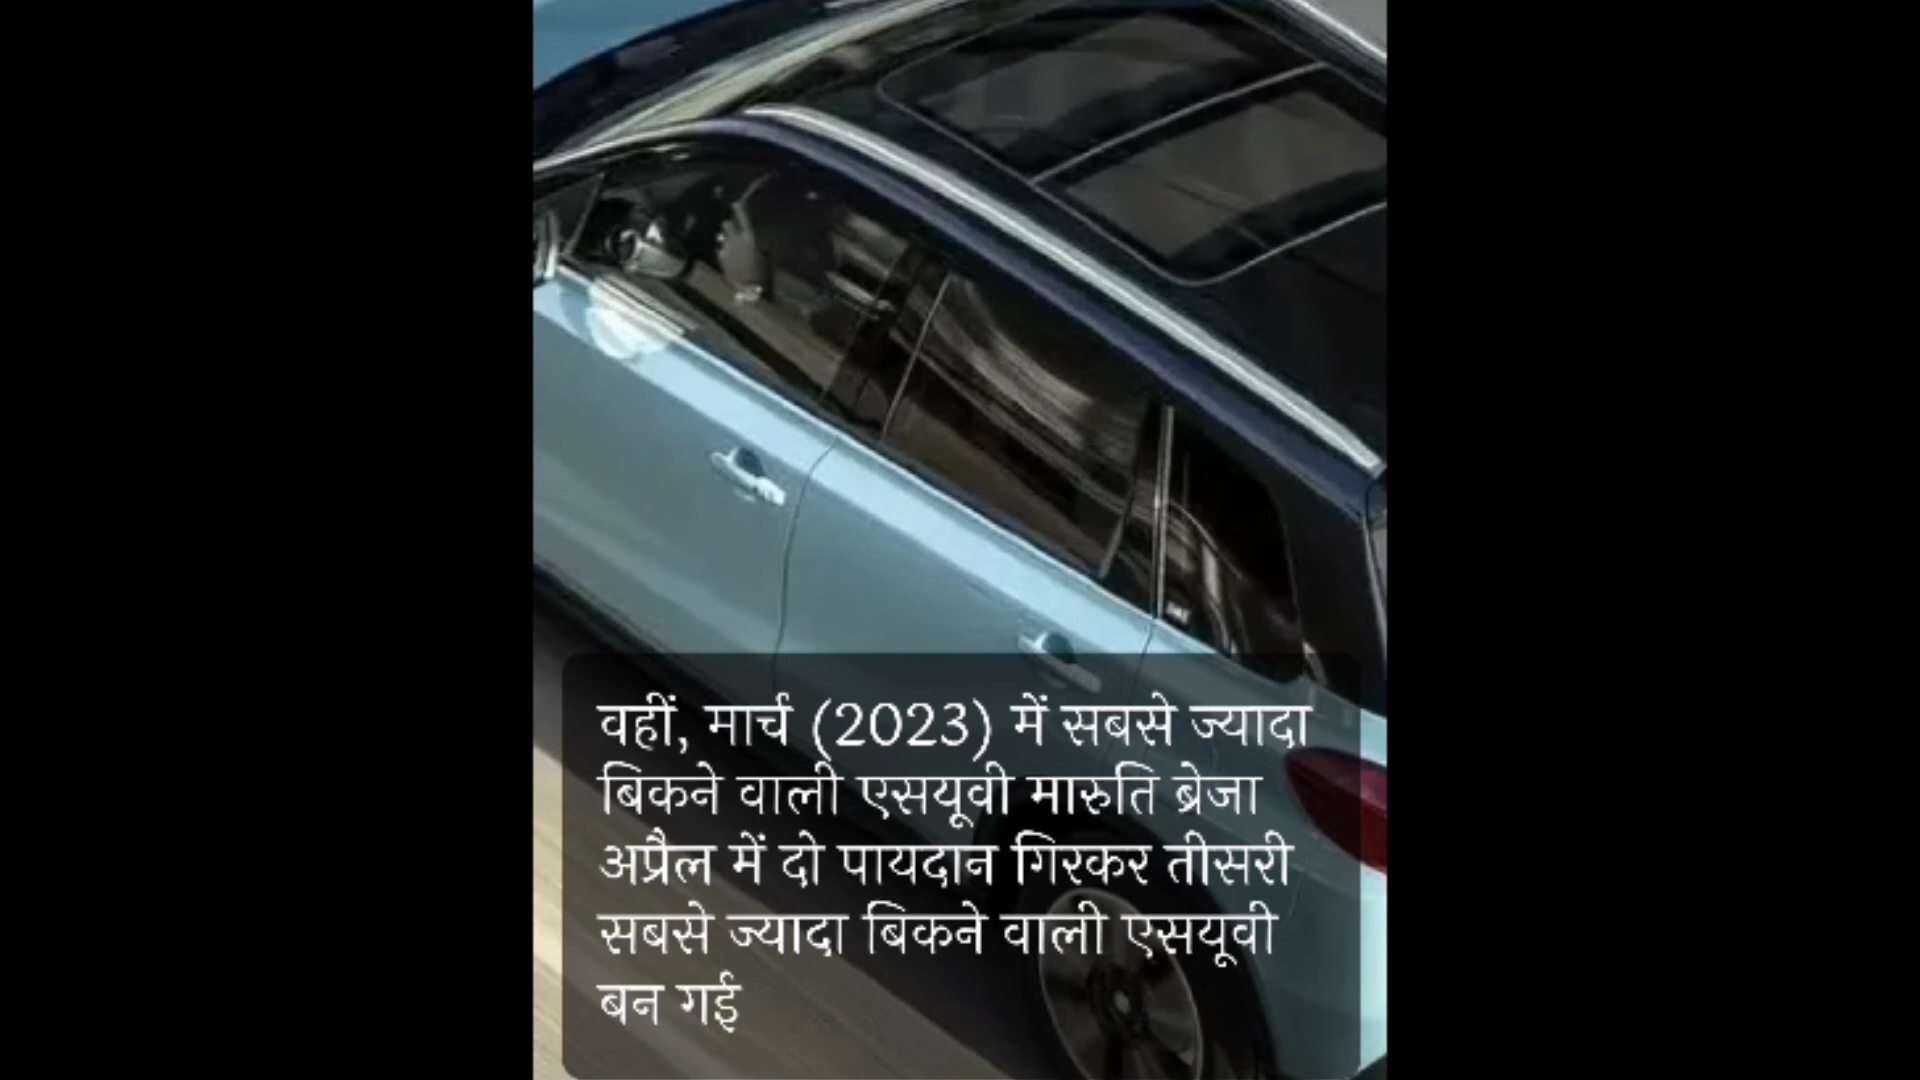 वहीं, मार्च (2023) में सबसे ज्यादा
बिकने वाली एसयूवी मारुति ब्रेजा
अप्रैल में दो पायदान गिरकर तीसरी
सबसे ज्यादा बिकने वाली एसयूवी
बन गई